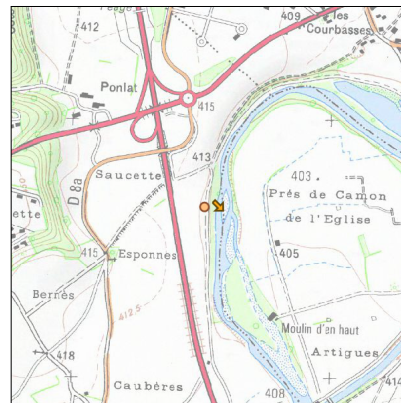 412
409
les
Courbasses
Ponlat
415
413
Saucette
403
D 8a
Prés de Camon
de l'Eglise
ette
415
Esponnes
405
Bernès
412.5
Moulin d'en haut
418
Artigues
Caubères
408
414